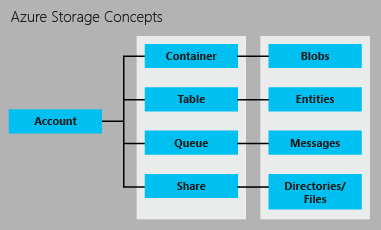 Azure Storage Concepts
Container
Blobs
Table
Entities
Account
Queue
Messages
Share
Directories/
Files